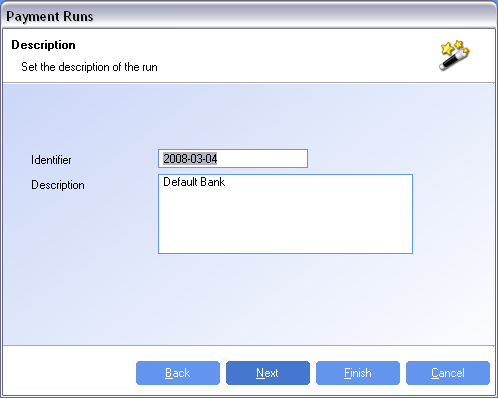 Payment Runs
Description
Set the description of the run
Identifier 2008-03-04
Description Default Bank
Back Next Finish Cancel